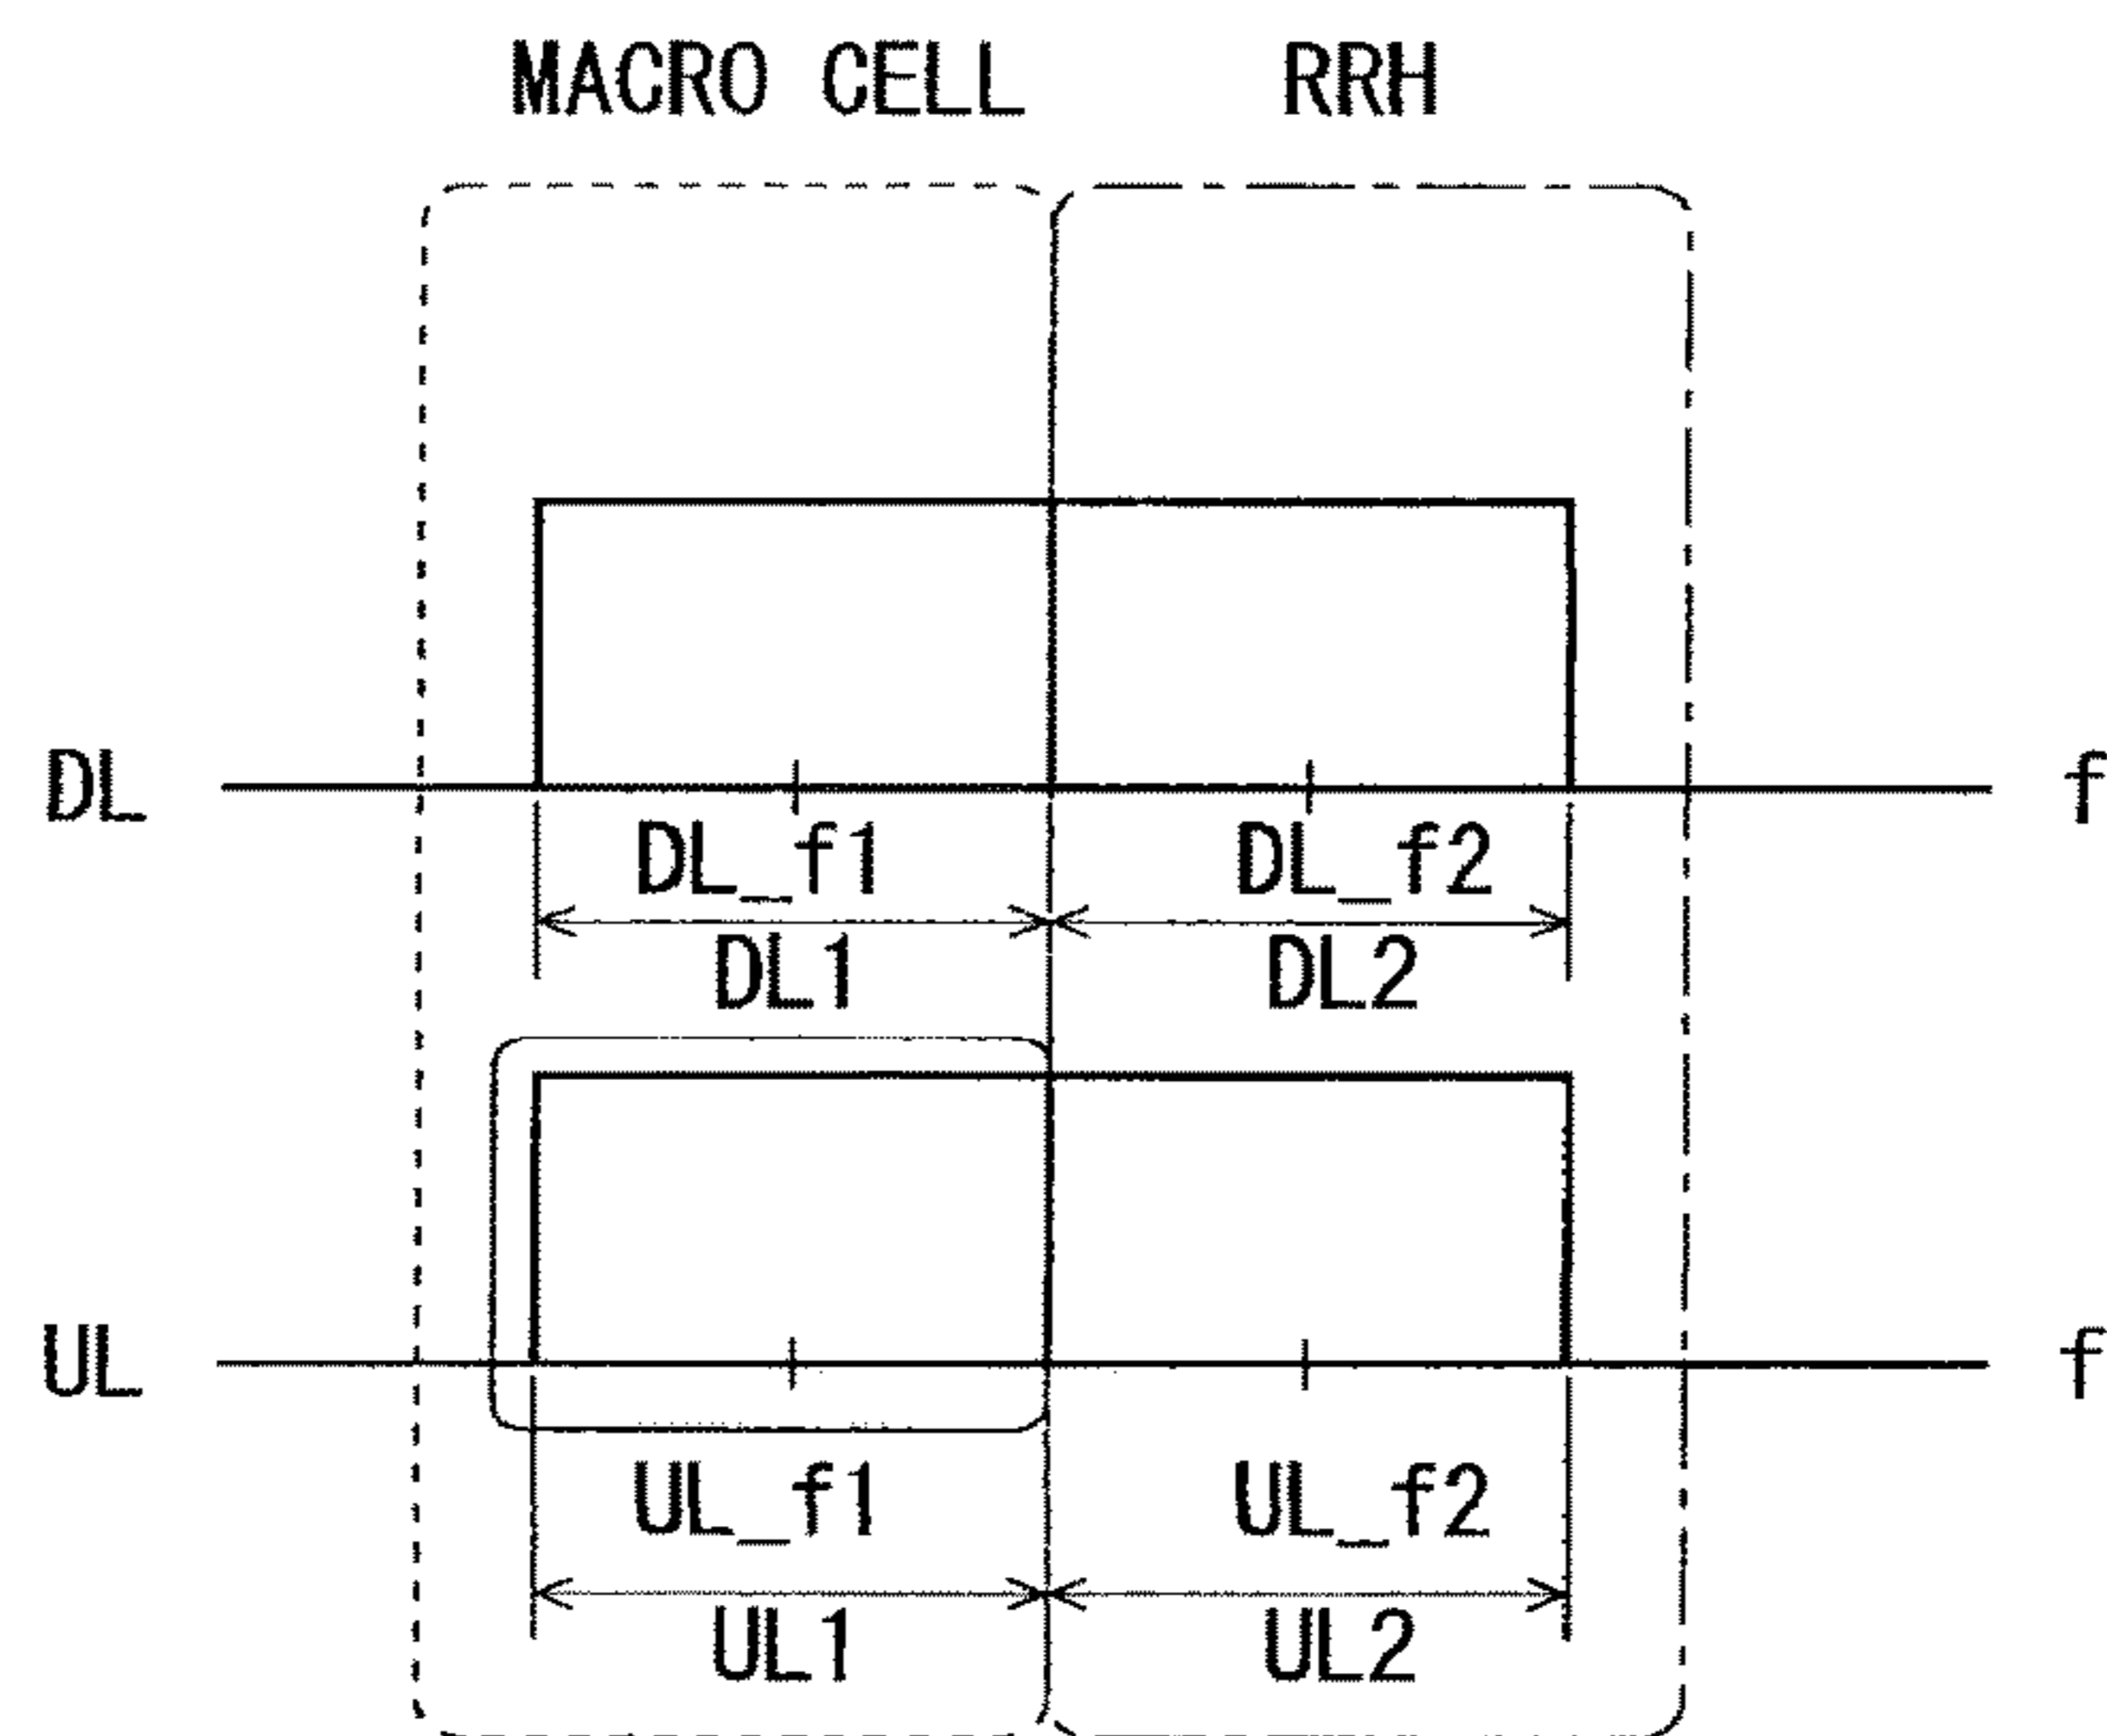 MACRO CELL RRH
DL f
DL_f1 DL_f2
DL1 DL2
UL f
UL_f1 UL_f2
UL1 UL2